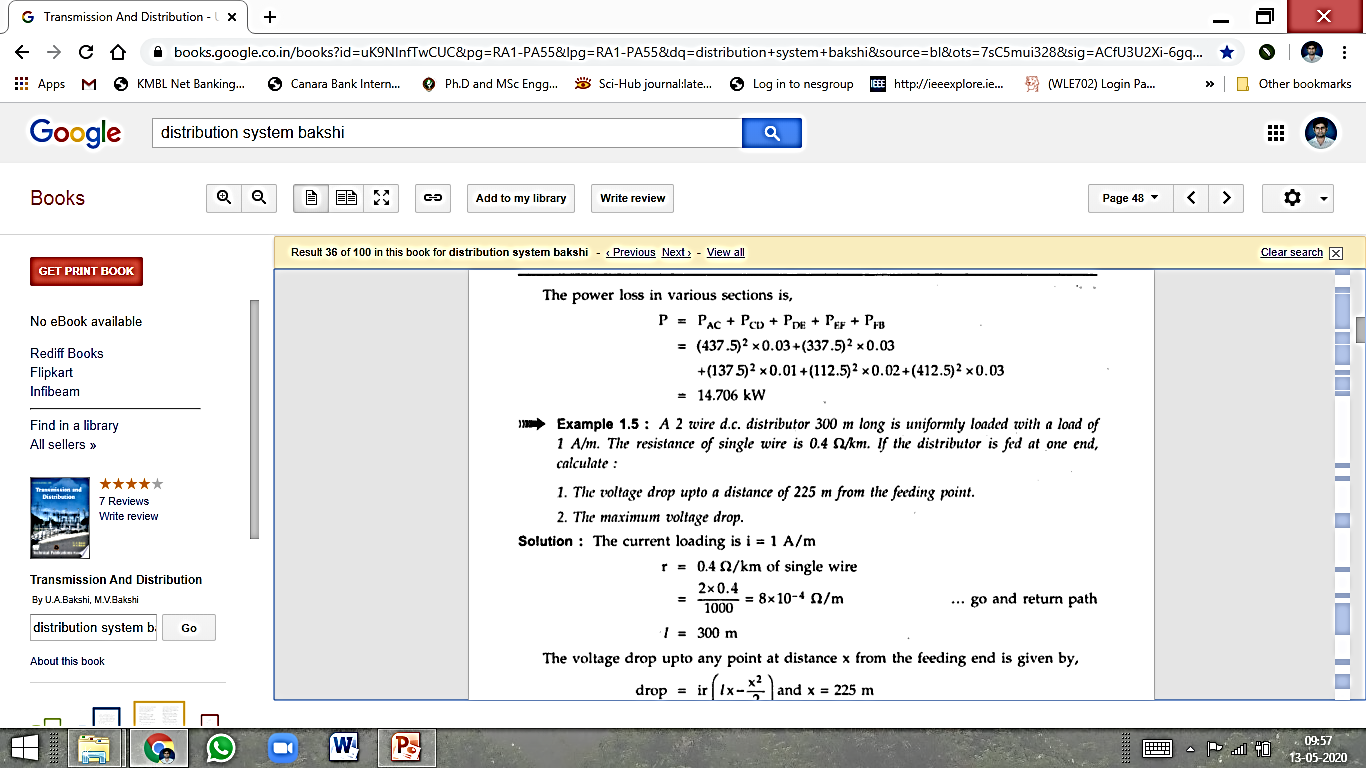 Transmission And Distribution - U
books.google.co.in/books?id=uK9NInfTwCUC&pg=RA1-PA55&lpg=RA1-PA55&dq=distribution+system+bakshi&source=bl&ots=7sC5mui328&sig=ACfU3U2Xi-6gq...
Apps KMBL Net Banking... Canara Bank Intern... Ph.D and MSc Engg... Sci-Hub journal:late... Log in to nesgroup IEEE http://ieeexplore.ie... (WLE702) Login Pa... » Other bookmarks
Google distribution system bakshi
Books Add to my library Write review Page 48
Result 36 of 100 in this book for distribution system bakshi - ‹ Previous Next › - View all Clear search
GET PRINT BOOK
No eBook available
Rediff Books
Flipkart
Infibeam
Find in a library
All sellers »
Transmission and
Distribution
7 Reviews
Write review
Transmission And Distribution
By U.A.Bakshi, M.V.Bakshi
distribution system b Go
About this book
The power loss in various sections is,
P = P_AC + P_CD + P_DE + P_EF + P_FB
= (437.5)² ×0.03+(337.5)² ×0.03
+(137.5)² ×0.01+(112.5)² ×0.02+(412.5)² ×0.03
= 14.706 kW
Example 1.5 : A 2 wire d.c. distributor 300 m long is uniformly loaded with a load of
1 A/m. The resistance of single wire is 0.4 Ω/km. If the distributor is fed at one end,
calculate :
1. The voltage drop upto a distance of 225 m from the feeding point.
2. The maximum voltage drop.
Solution : The current loading is i = 1 A/m
r = 0.4 Ω/km of single wire
= 2×0.4/1000 = 8×10⁻⁴ Ω/m ... go and return path
l = 300 m
The voltage drop upto any point at distance x from the feeding end is given by,
drop = ir(lx-x²/2) and x = 225 m
09:57
13-05-2020